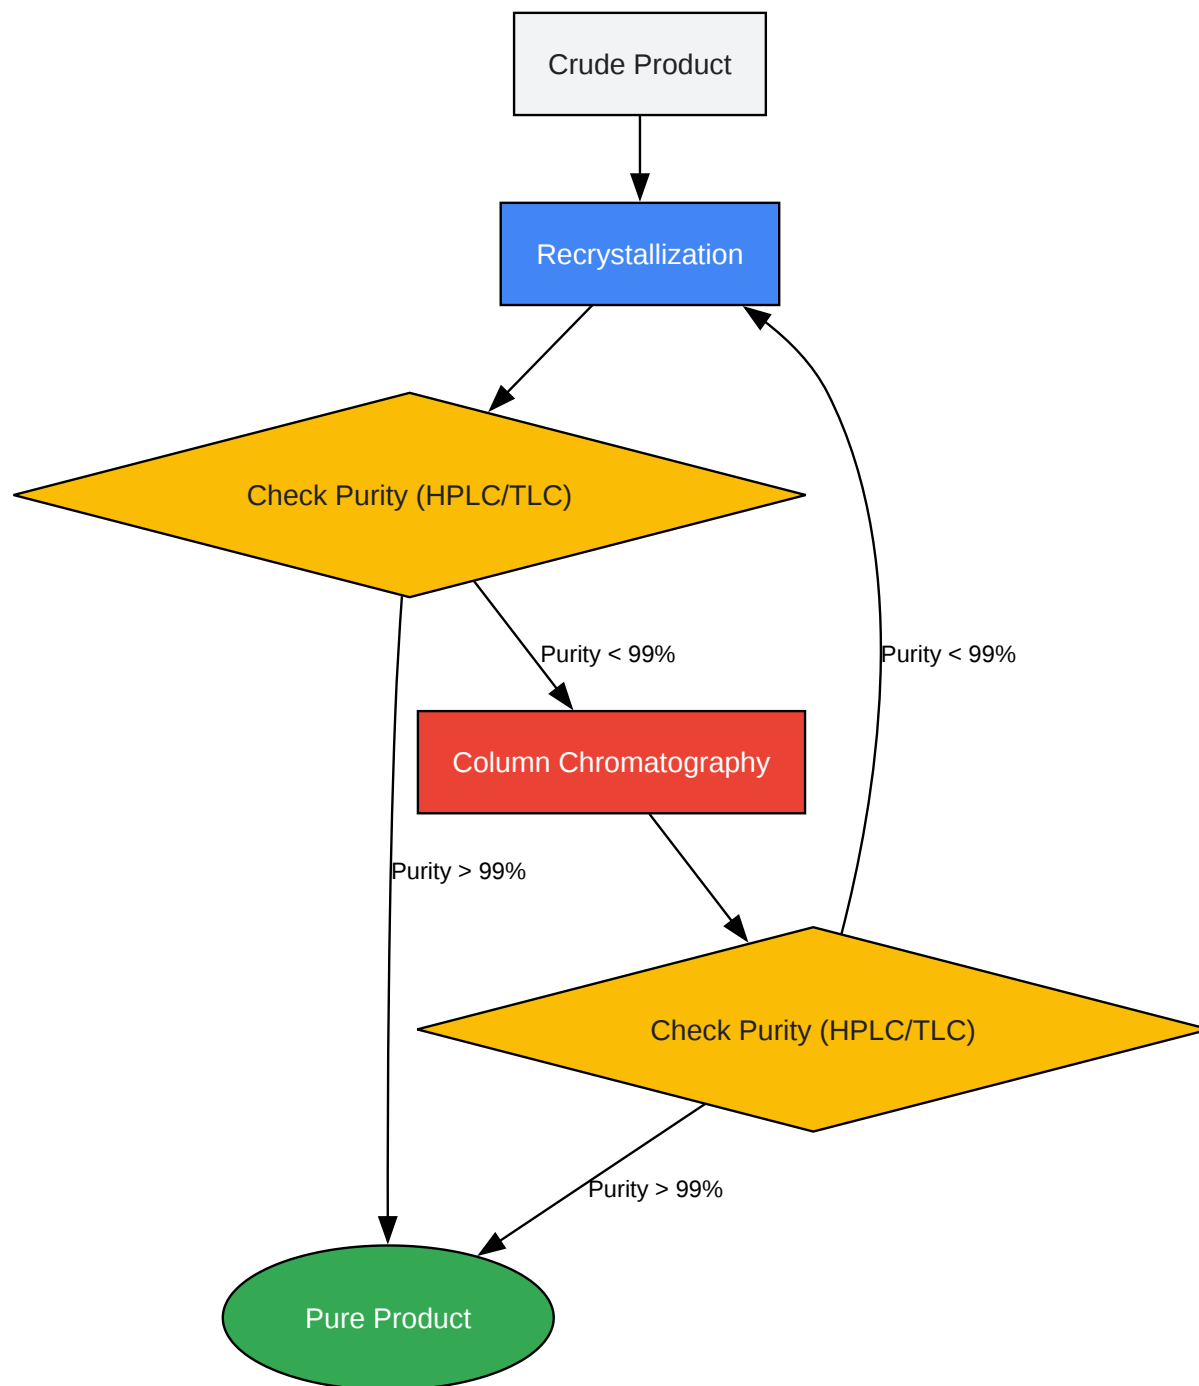 Crude Product
Recrystallization
Check Purity (HPLC/TLC)
Purity < 99%
Purity < 99%
Column Chromatography
Purity > 99%
Check Purity (HPLC/TLC)
Purity > 99%
Pure Product